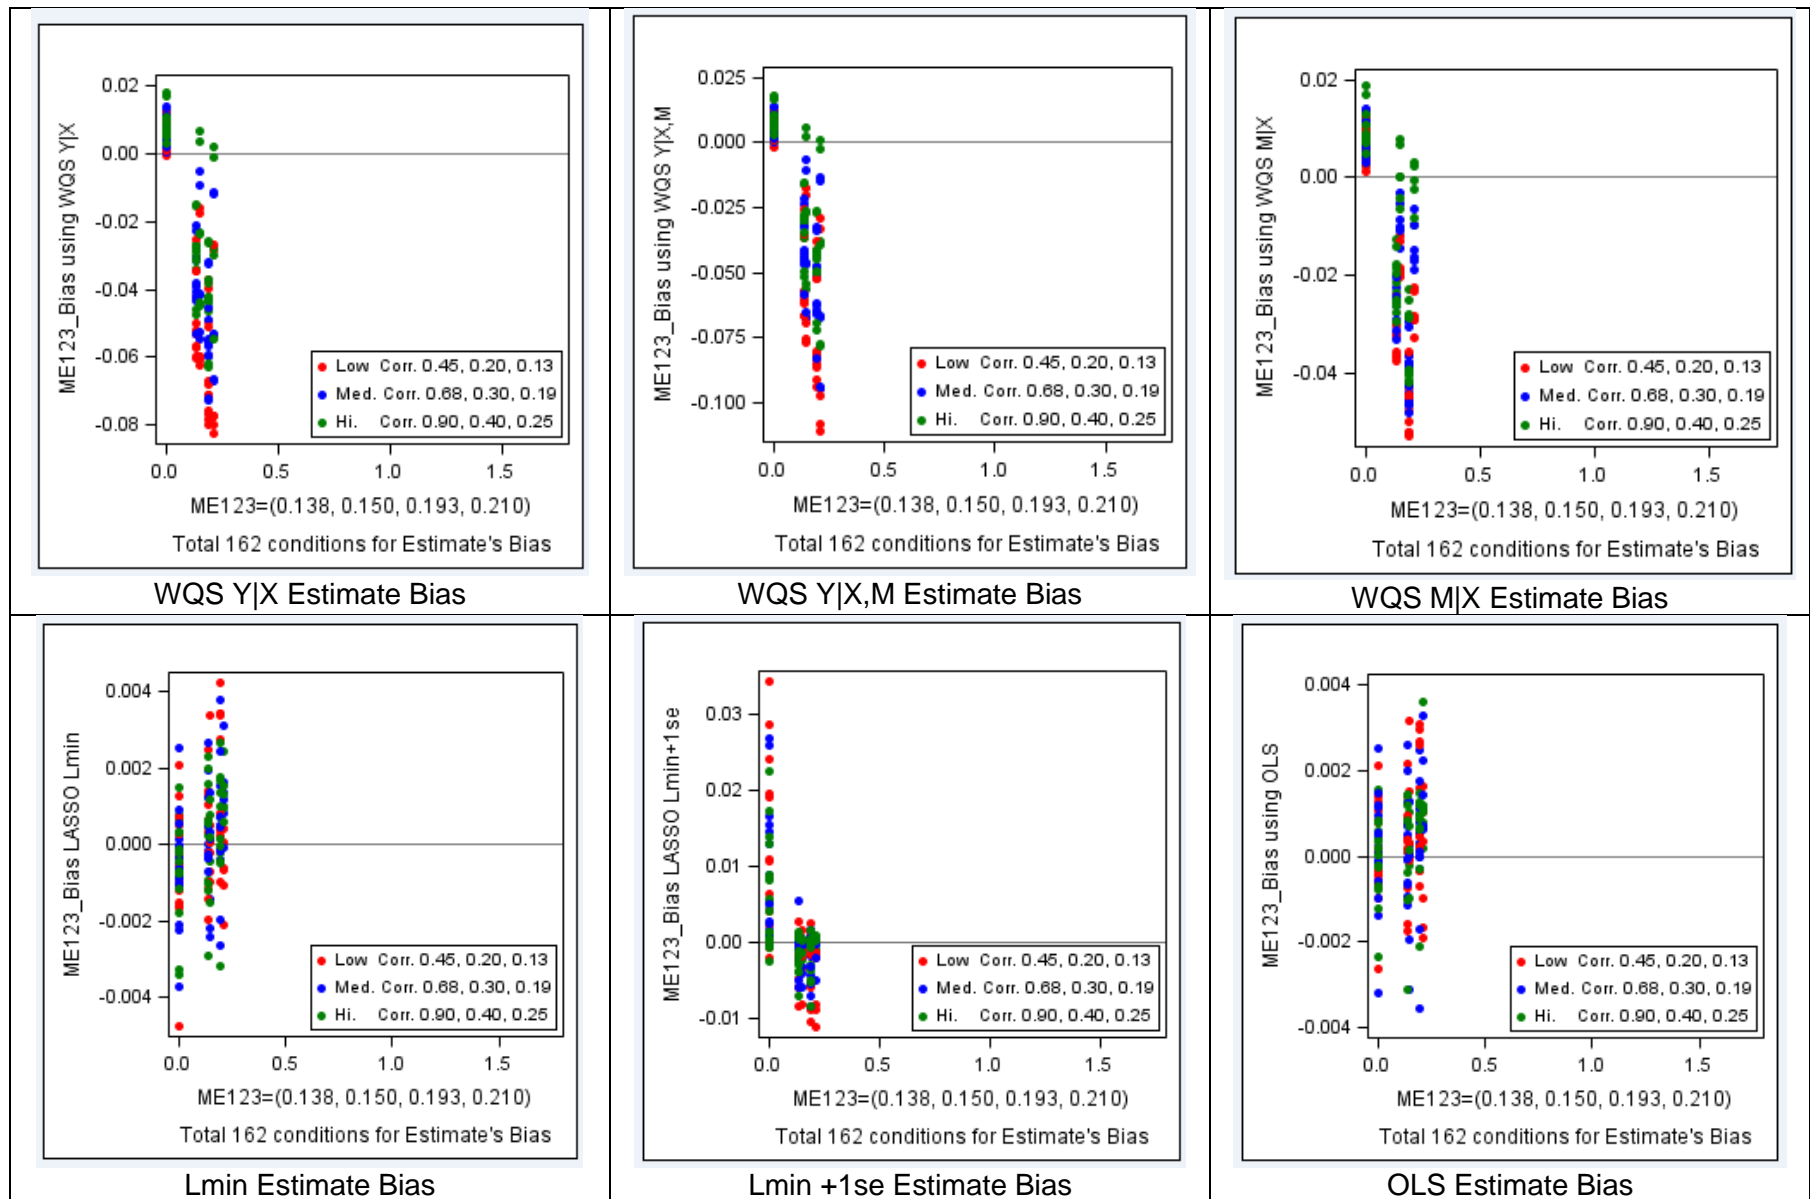 ME123_Bias using WQS Y|X
0.02
0.00
-0.02
-0.04
-0.06
-0.08
Low Corr. 0.45, 0.20, 0.13
Med. Corr. 0.68, 0.30, 0.19
Hi. Corr. 0.90, 0.40, 0.25
0.0 0.5 1.0 1.5
ME123=(0.138, 0.150, 0.193, 0.210)
Total 162 conditions for Estimate's Bias
WQS Y|X Estimate Bias
ME123_Bias using WQS Y|X,M
0.025
0.000
-0.025
-0.050
-0.075
-0.100
Low Corr. 0.45, 0.20, 0.13
Med. Corr. 0.68, 0.30, 0.19
Hi. Corr. 0.90, 0.40, 0.25
0.0 0.5 1.0 1.5
ME123=(0.138, 0.150, 0.193, 0.210)
Total 162 conditions for Estimate's Bias
WQS Y|X,M Estimate Bias
ME123_Bias using WQS M|X
0.02
0.00
-0.02
-0.04
Low Corr. 0.45, 0.20, 0.13
Med. Corr. 0.68, 0.30, 0.19
Hi. Corr. 0.90, 0.40, 0.25
0.0 0.5 1.0 1.5
ME123=(0.138, 0.150, 0.193, 0.210)
Total 162 conditions for Estimate's Bias
WQS M|X Estimate Bias
ME123_Bias LASSO Lmin
0.004
0.002
0.000
-0.002
-0.004
Low Corr. 0.45, 0.20, 0.13
Med. Corr. 0.68, 0.30, 0.19
Hi. Corr. 0.90, 0.40, 0.25
0.0 0.5 1.0 1.5
ME123=(0.138, 0.150, 0.193, 0.210)
Total 162 conditions for Estimate's Bias
Lmin Estimate Bias
ME123_Bias LASSO Lmin+1se
0.03
0.02
0.01
0.00
-0.01
Low Corr. 0.45, 0.20, 0.13
Med. Corr. 0.68, 0.30, 0.19
Hi. Corr. 0.90, 0.40, 0.25
0.0 0.5 1.0 1.5
ME123=(0.138, 0.150, 0.193, 0.210)
Total 162 conditions for Estimate's Bias
Lmin +1se Estimate Bias
ME123_Bias using OLS
0.004
0.002
0.000
-0.002
-0.004
Low Corr. 0.45, 0.20, 0.13
Med. Corr. 0.68, 0.30, 0.19
Hi. Corr. 0.90, 0.40, 0.25
0.0 0.5 1.0 1.5
ME123=(0.138, 0.150, 0.193, 0.210)
Total 162 conditions for Estimate's Bias
OLS Estimate Bias